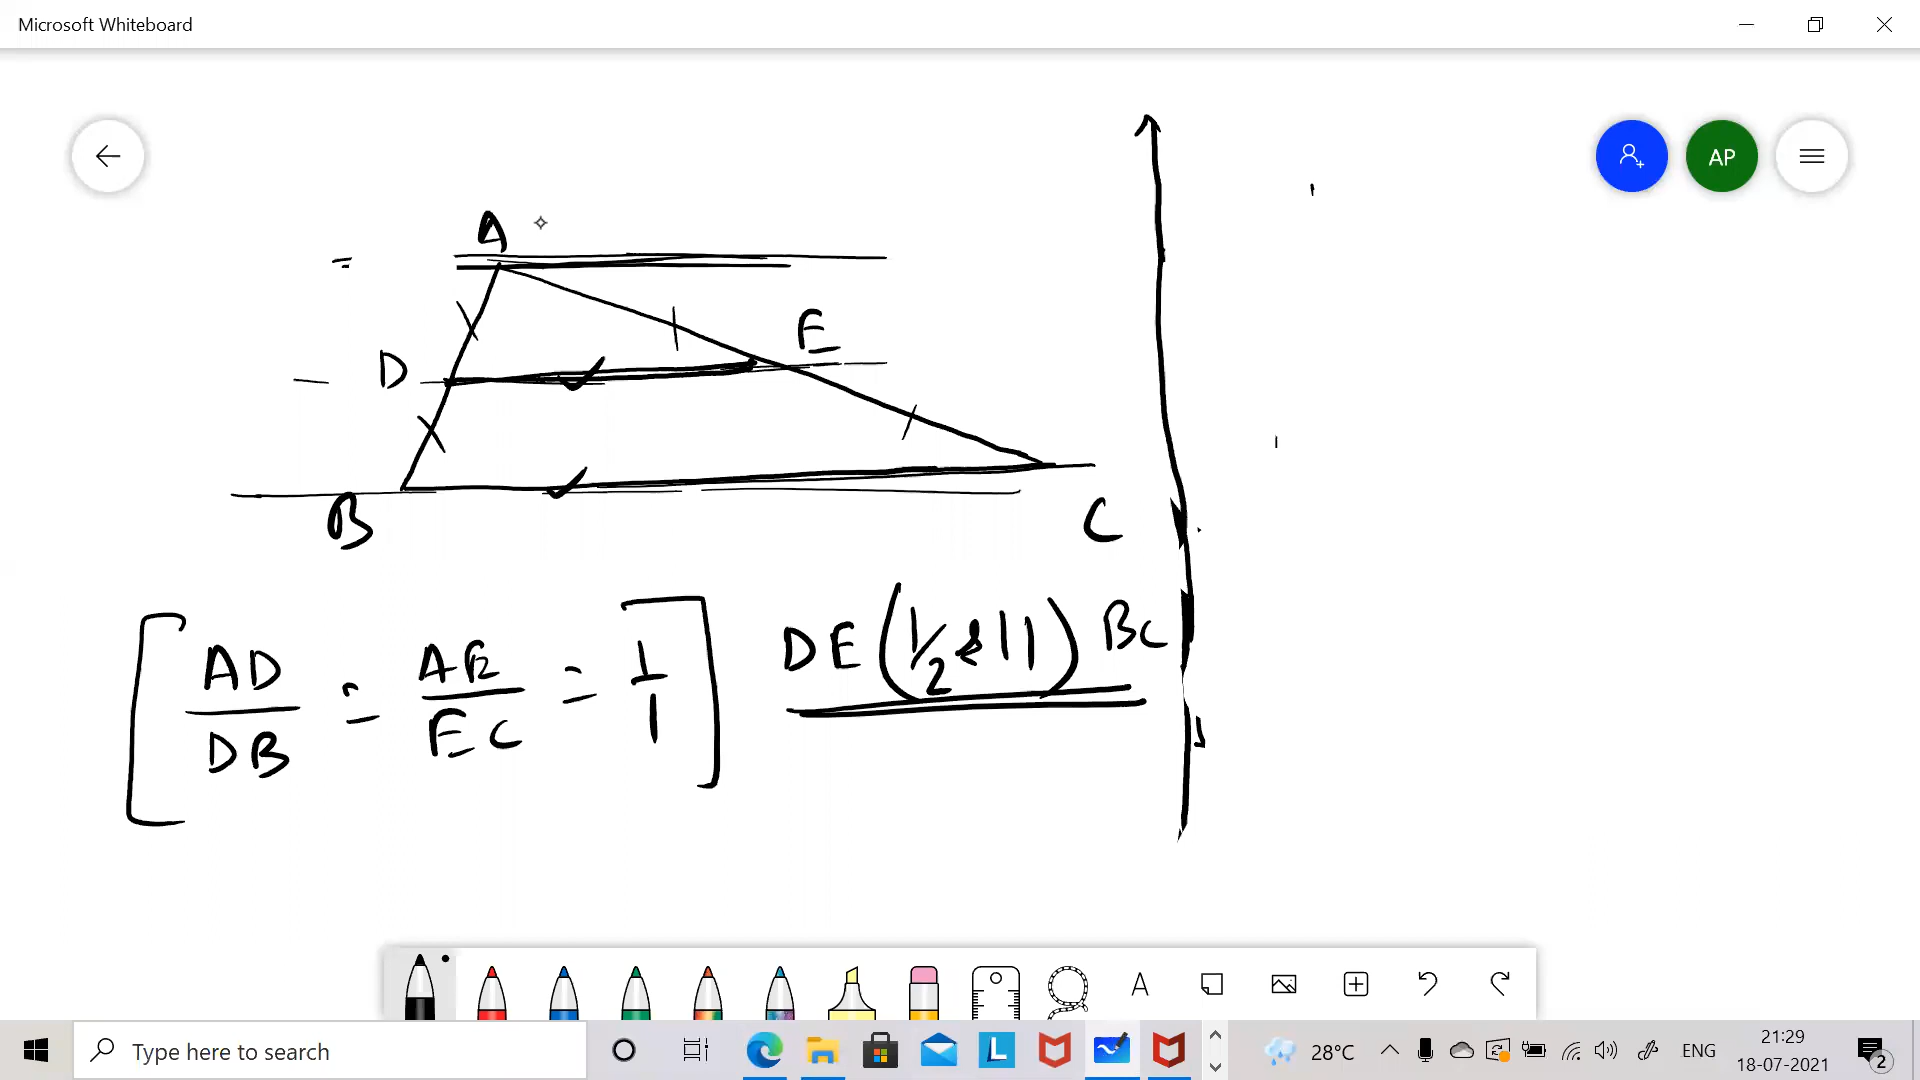 Microsoft Whiteboard
AP
A
E
D
B
C
AD/DB = AE/EC = 1/1
DE (1/2 & ||) BC
A
Type here to search
L
28°C
ENG
21:29
18-07-2021
2